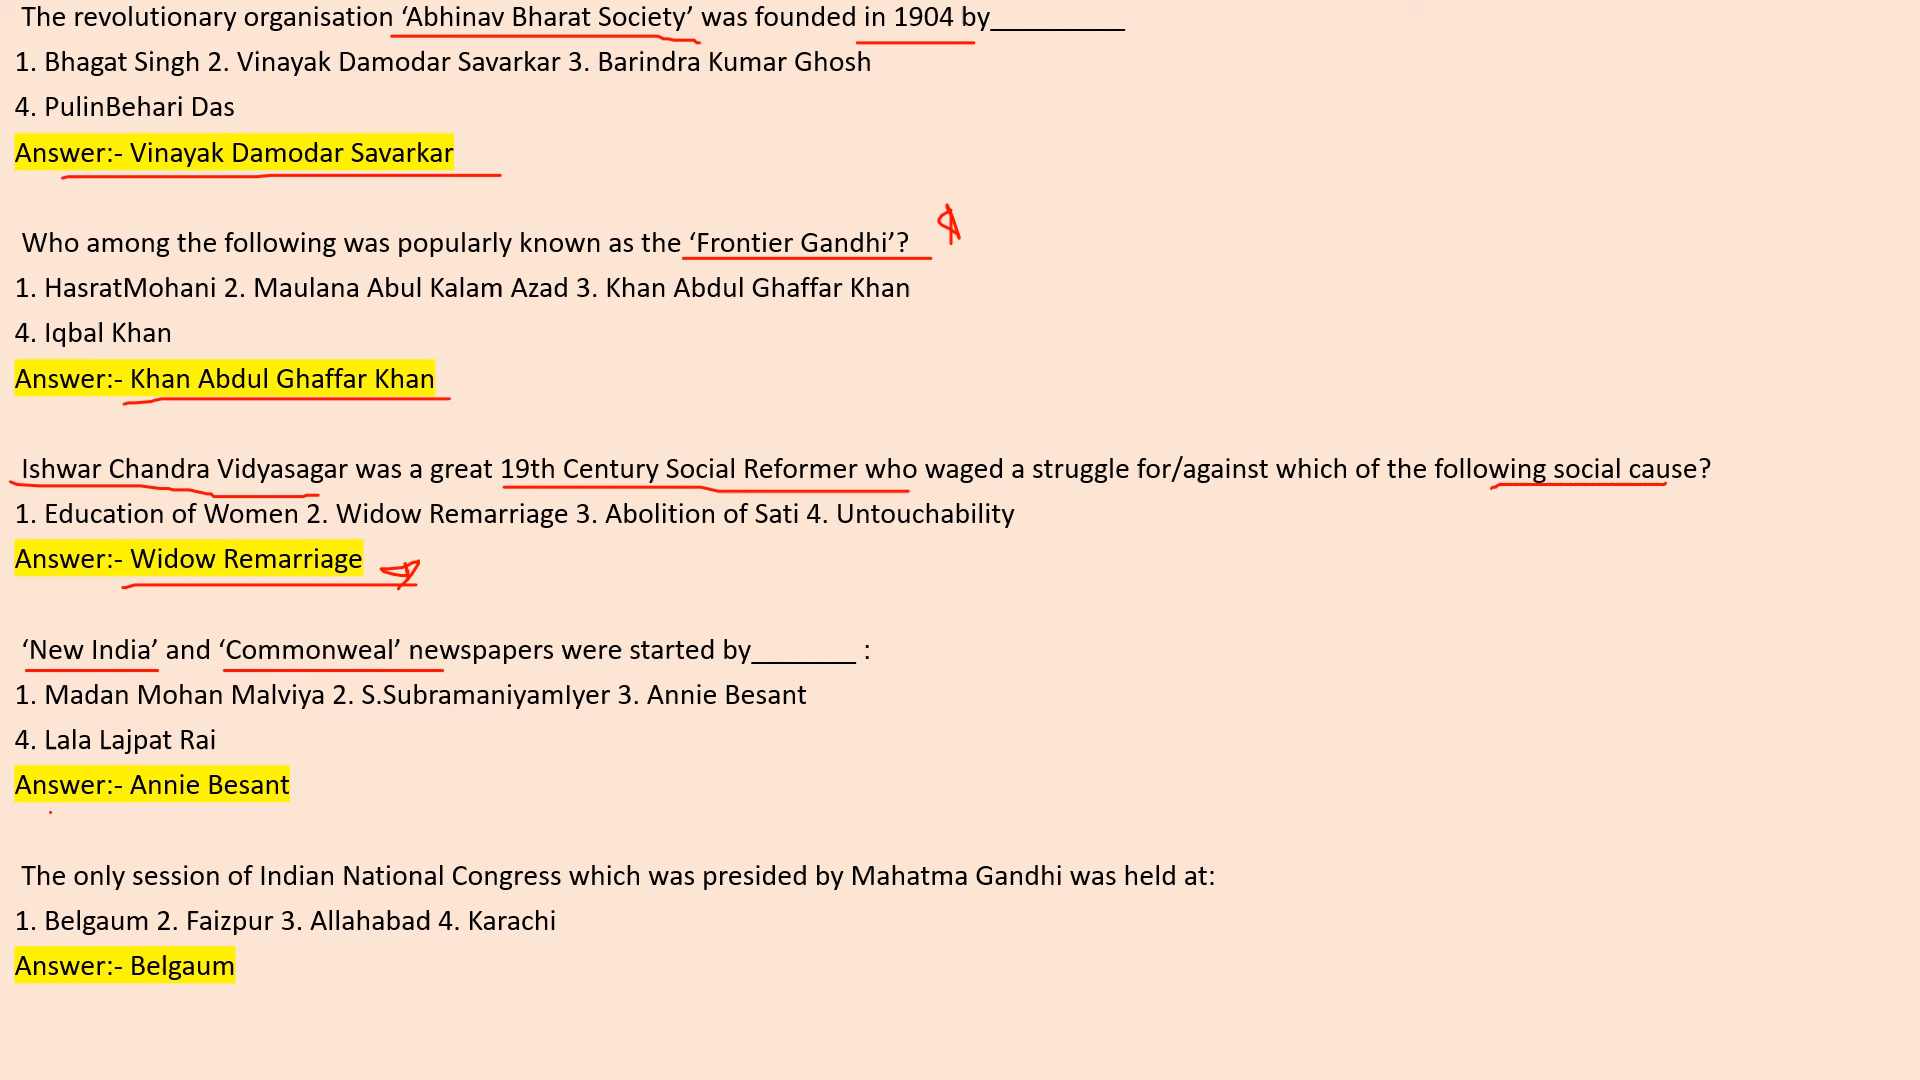 The revolutionary organisation ‘Abhinav Bharat Society’ was founded in 1904 by_________
1. Bhagat Singh 2. Vinayak Damodar Savarkar 3. Barindra Kumar Ghosh
4. PulinBehari Das
Answer:- Vinayak Damodar Savarkar
Who among the following was popularly known as the ‘Frontier Gandhi’?
1. HasratMohani 2. Maulana Abul Kalam Azad 3. Khan Abdul Ghaffar Khan
4. Iqbal Khan
Answer:- Khan Abdul Ghaffar Khan
Ishwar Chandra Vidyasagar was a great 19th Century Social Reformer who waged a struggle for/against which of the following social cause?
1. Education of Women 2. Widow Remarriage 3. Abolition of Sati 4. Untouchability
Answer:- Widow Remarriage
‘New India’ and ‘Commonweal’ newspapers were started by_______ :
1. Madan Mohan Malviya 2. S.SubramaniyamIyer 3. Annie Besant
4. Lala Lajpat Rai
Answer:- Annie Besant
The only session of Indian National Congress which was presided by Mahatma Gandhi was held at:
1. Belgaum 2. Faizpur 3. Allahabad 4. Karachi
Answer:- Belgaum